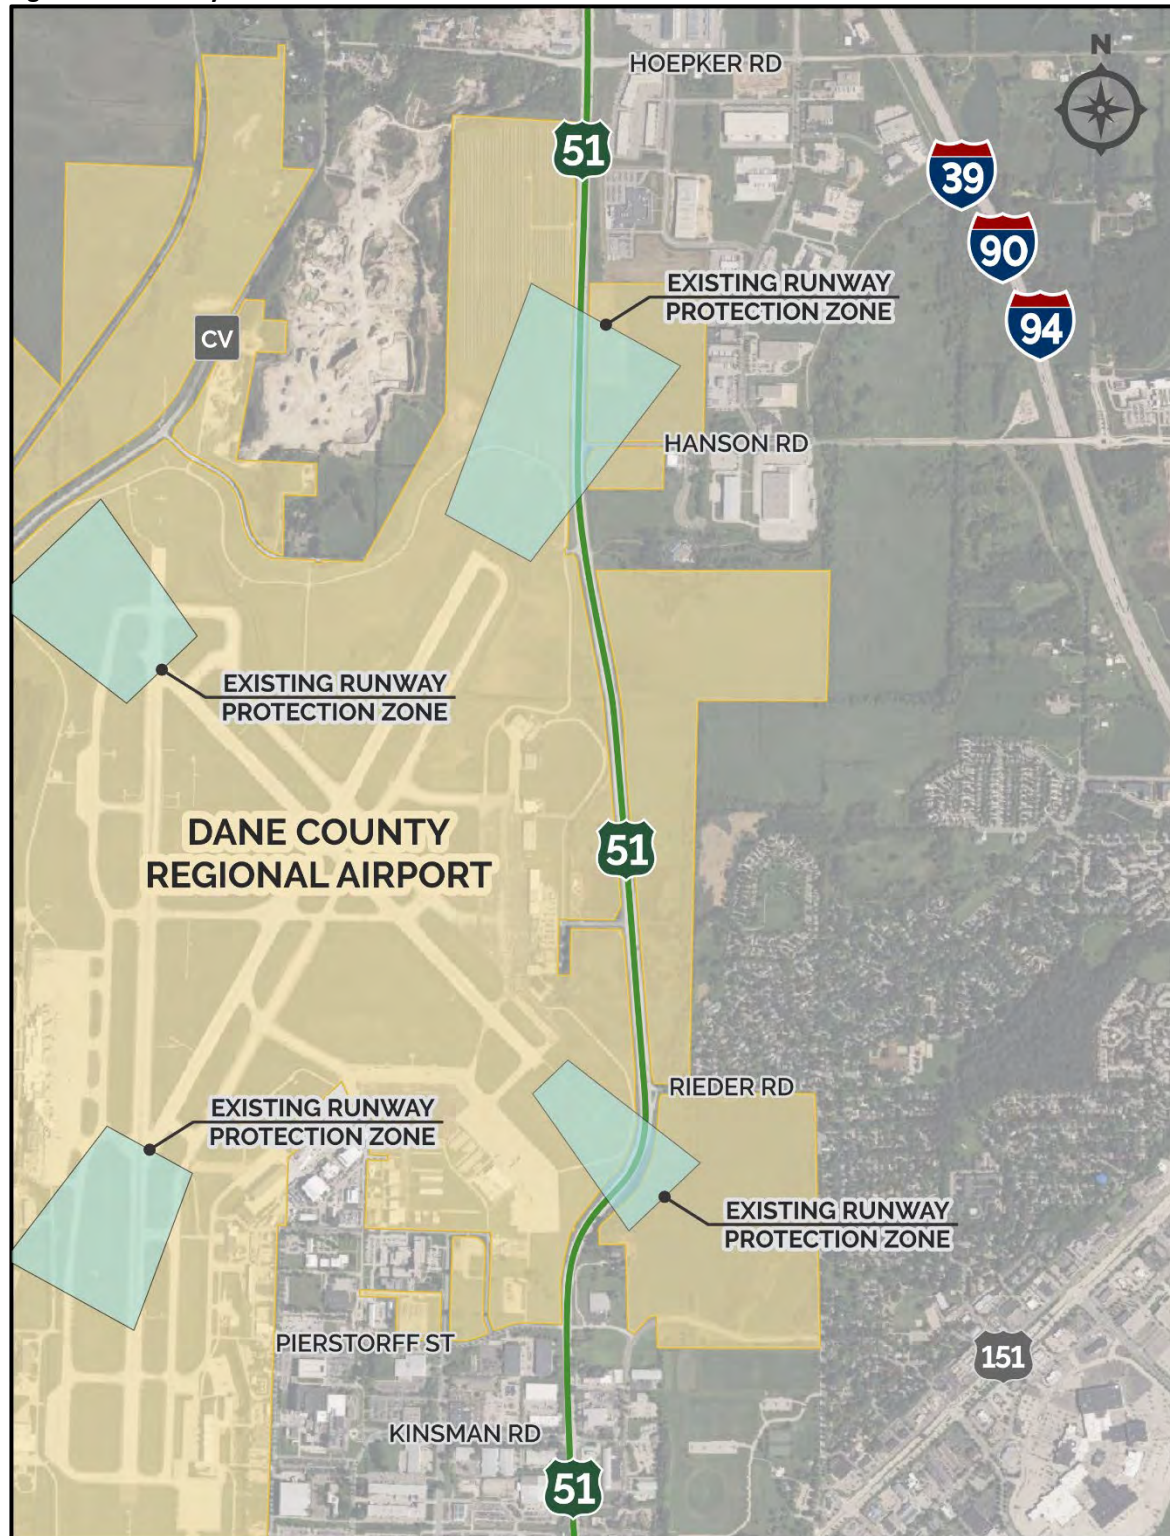 N
HOEPKER RD
51
39
90
94
EXISTING RUNWAY
PROTECTION ZONE
CV
HANSON RD
EXISTING RUNWAY
PROTECTION ZONE
DANE COUNTY
REGIONAL AIRPORT
51
RIEDER RD
EXISTING RUNWAY
PROTECTION ZONE
EXISTING RUNWAY
PROTECTION ZONE
PIERSTORFF ST
151
KINSMAN RD
51